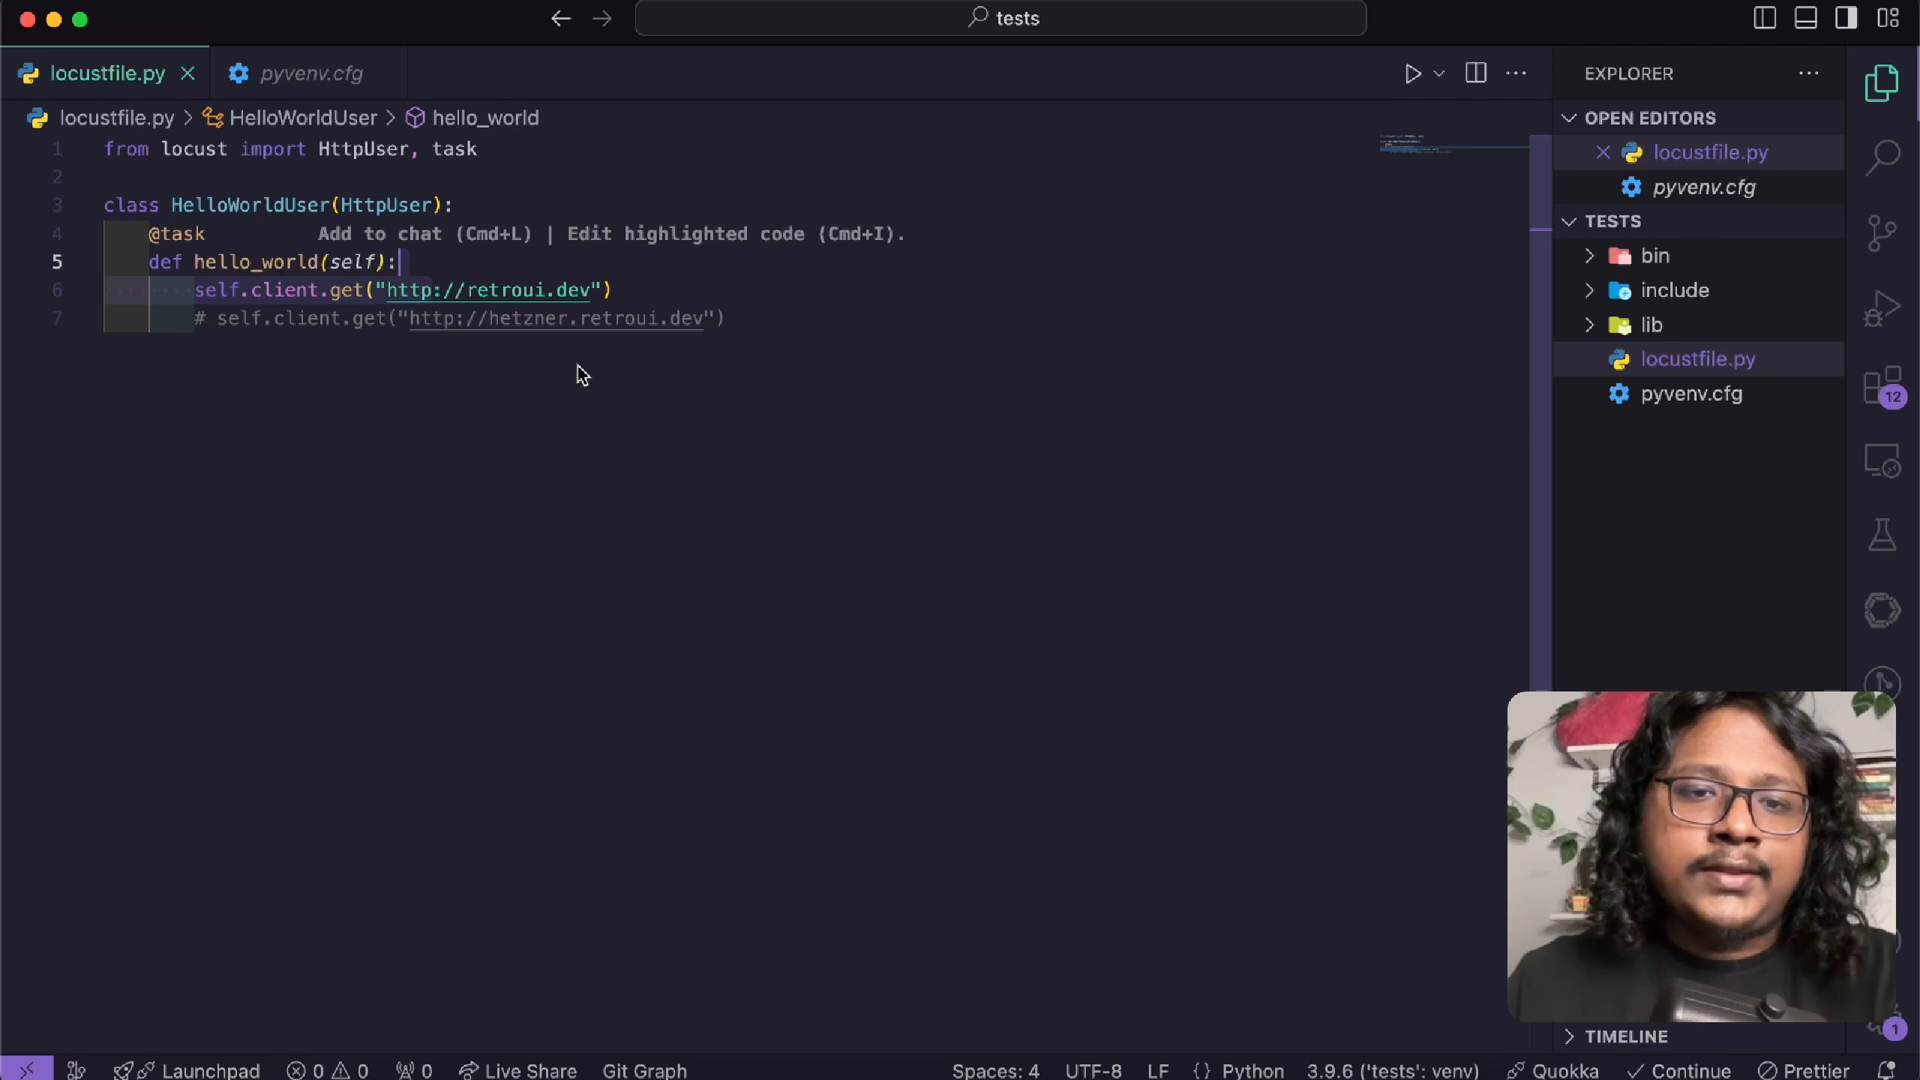 tests
locustfile.py
pyvenv.cfg
locustfile.py > HelloWorldUser > hello_world
1 from locust import HttpUser, task
2
3 class HelloWorldUser(HttpUser):
4 @task Add to chat (Cmd+L) | Edit highlighted code (Cmd+I).
5 def hello_world(self):
6 self.client.get("http://retroui.dev")
7 # self.client.get("http://hetzner.retroui.dev")
EXPLORER
OPEN EDITORS
locustfile.py
pyvenv.cfg
TESTS
bin
include
lib
locustfile.py
pyvenv.cfg
12
TIMELINE
1
Launchpad 0 0 0 Live Share Git Graph Spaces: 4 UTF-8 LF {} Python 3.9.6 ('tests': venv) Quokka Continue Prettier